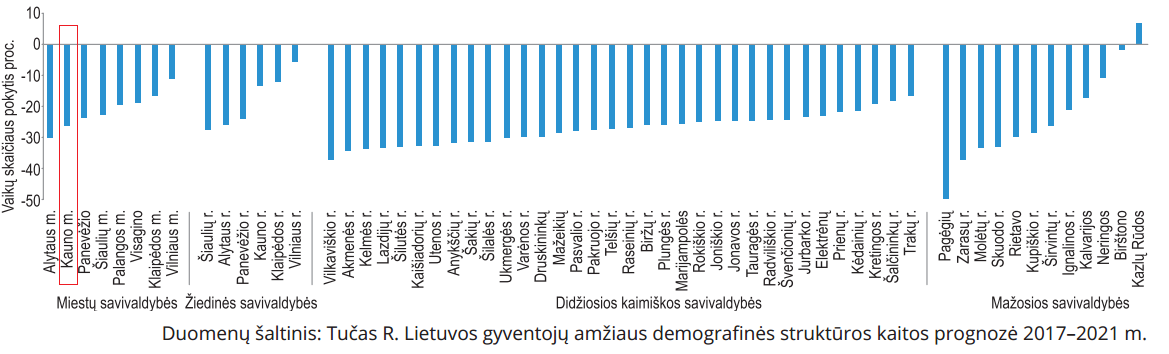 Vaikų skaičiaus pokytis proc.
10
0
-10
-20
-30
-40
-50
Alytaus m.
Kauno m.
Panevėžio
Šiaulių m.
Palangos m.
Visagino
Klaipėdos m.
Vilniaus m.
Šiaulių r.
Alytaus r.
Panevėžio r.
Kauno r.
Klaipėdos r.
Vilniaus r.
Vilkaviškio r.
Akmenės r.
Kelmės r.
Lazdijų r.
Šilutės r.
Kaišiadorių r.
Utenos r.
Anykščių r.
Šakių r.
Šilalės r.
Ukmergės r.
Varėnos r.
Druskininkų
Mažeikių
Pasvalio r.
Pakruojo r.
Telšių r.
Raseinių r.
Biržų r.
Plungės r.
Marijampolės
Rokiškio r.
Joniškio r.
Jonavos r.
Tauragės r.
Radviliškio r.
Švenčionių r.
Jurbarko r.
Elektrėnų
Prienų r.
Kėdainių r.
Kretingos r.
Šalčininkų r.
Trakų r.
Pagėgių
Zarasų r.
Molėtų r.
Skuodo r.
Rietavo
Kupiškio r.
Širvintų r.
Ignalinos r.
Kalvarijos
Neringos
Birštono
Kazlų Rūdos
Miestų savivaldybės
Žiedinės savivaldybės
Didžiosios kaimiškos savivaldybės
Mažosios savivaldybės
Duomenų šaltinis: Tučas R. Lietuvos gyventojų amžiaus demografinės struktūros kaitos prognozė 2017–2021 m.